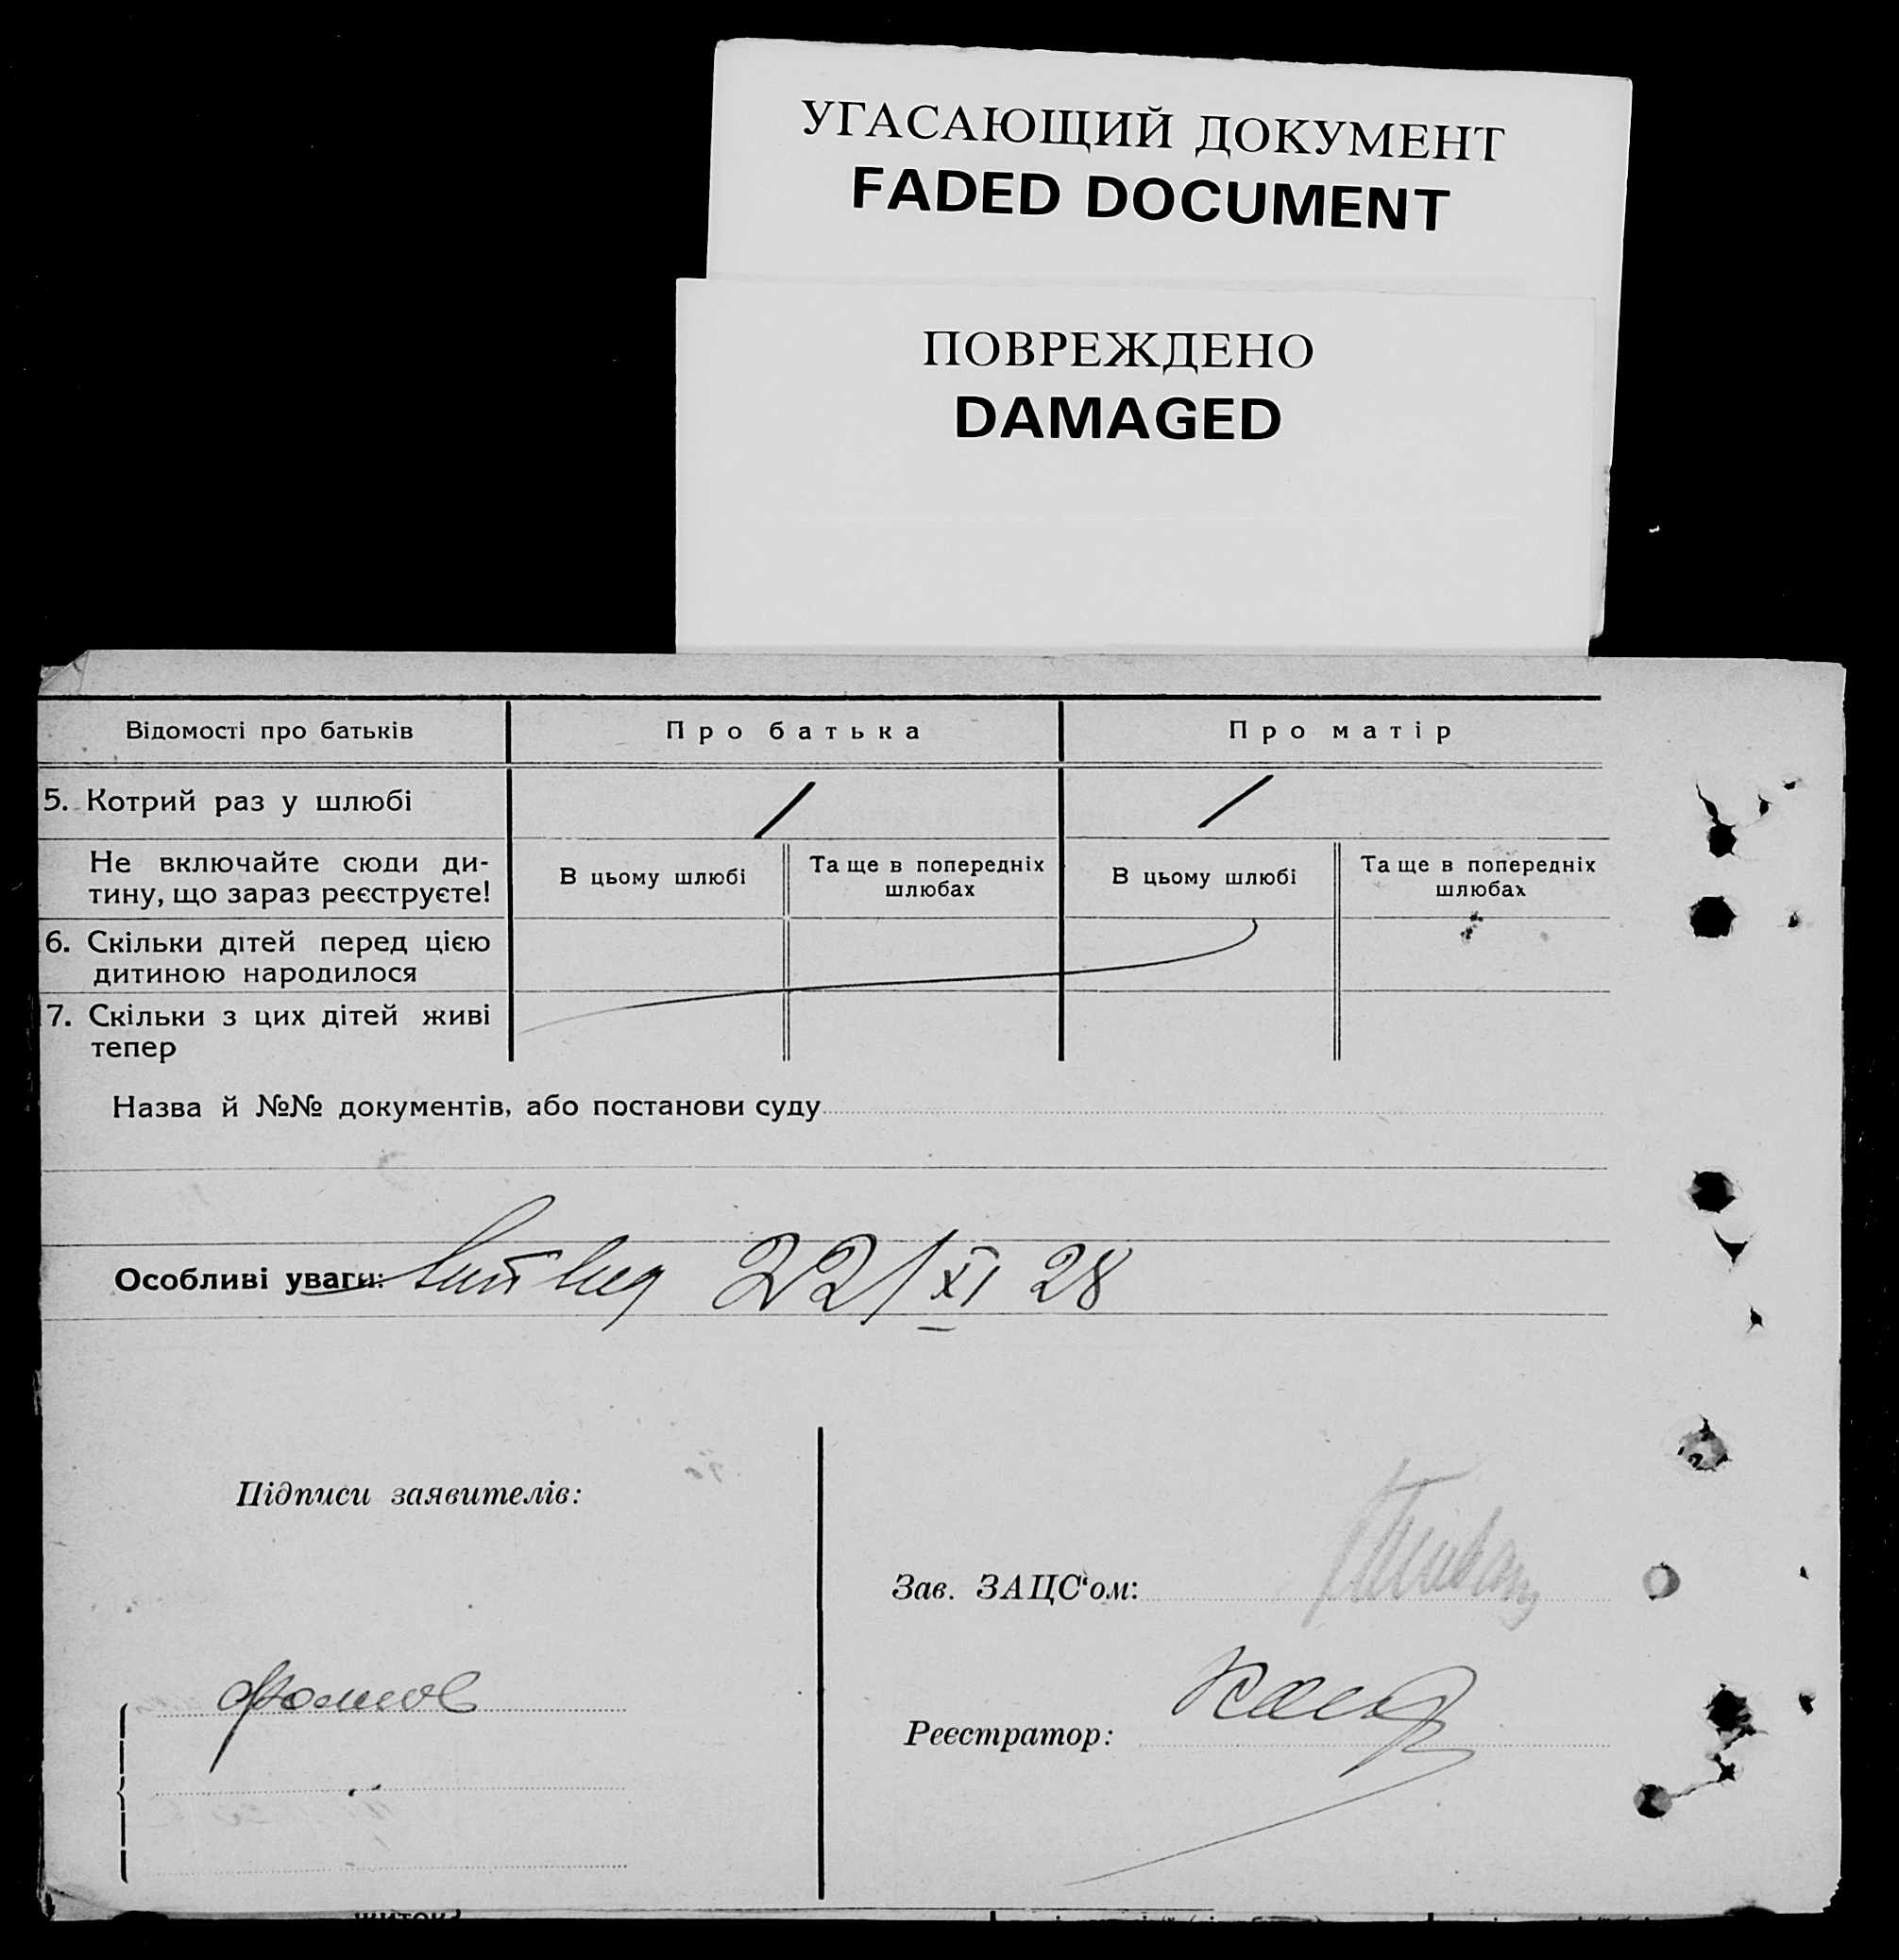 УГАСАЮЩИЙ ДОКУМЕНТ
FADED DOCUMENT
ПОВРЕЖДЕНО
DAMAGED
Відомості про батьків
Про батька
Про матір
5. Котрий раз у шлюбі
/
/
Не включайте сюди ди-
тину, що зараз реєструєте!
В цьому шлюбі
Та ще в попередніх
шлюбах
В цьому шлюбі
Та ще в попередніх
шлюбах
6. Скільки дітей перед цією
дитиною народилося
7. Скільки з цих дітей живі
тепер
Назва й №№ документів, або постанови суду
Особливі уваги: 22/XI 28
Підписи заявителів:
Зав. ЗАЦС‘ом:
Реєстратор: